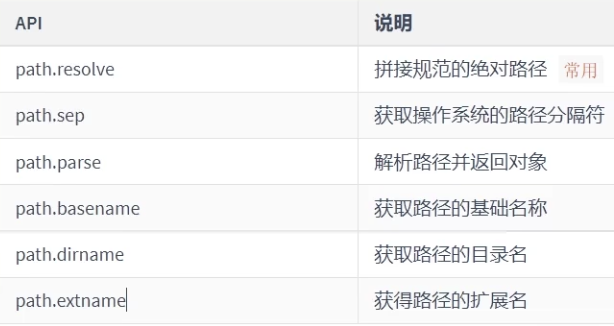 API 说明
path.resolve 拼接规范的绝对路径 常用
path.sep 获取操作系统的路径分隔符
path.parse 解析路径并返回对象
path.basename 获取路径的基础名称
path.dirname 获取路径的目录名
path.extname 获得路径的扩展名